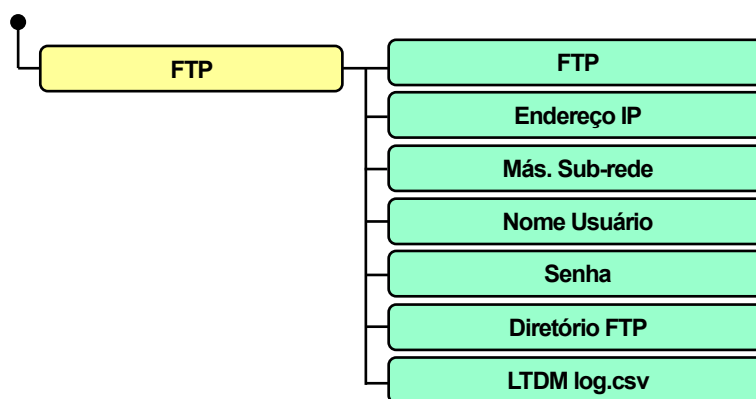 FTP
FTP
Endereço IP
Más. Sub-rede
Nome Usuário
Senha
Diretório FTP
LTDM log.csv